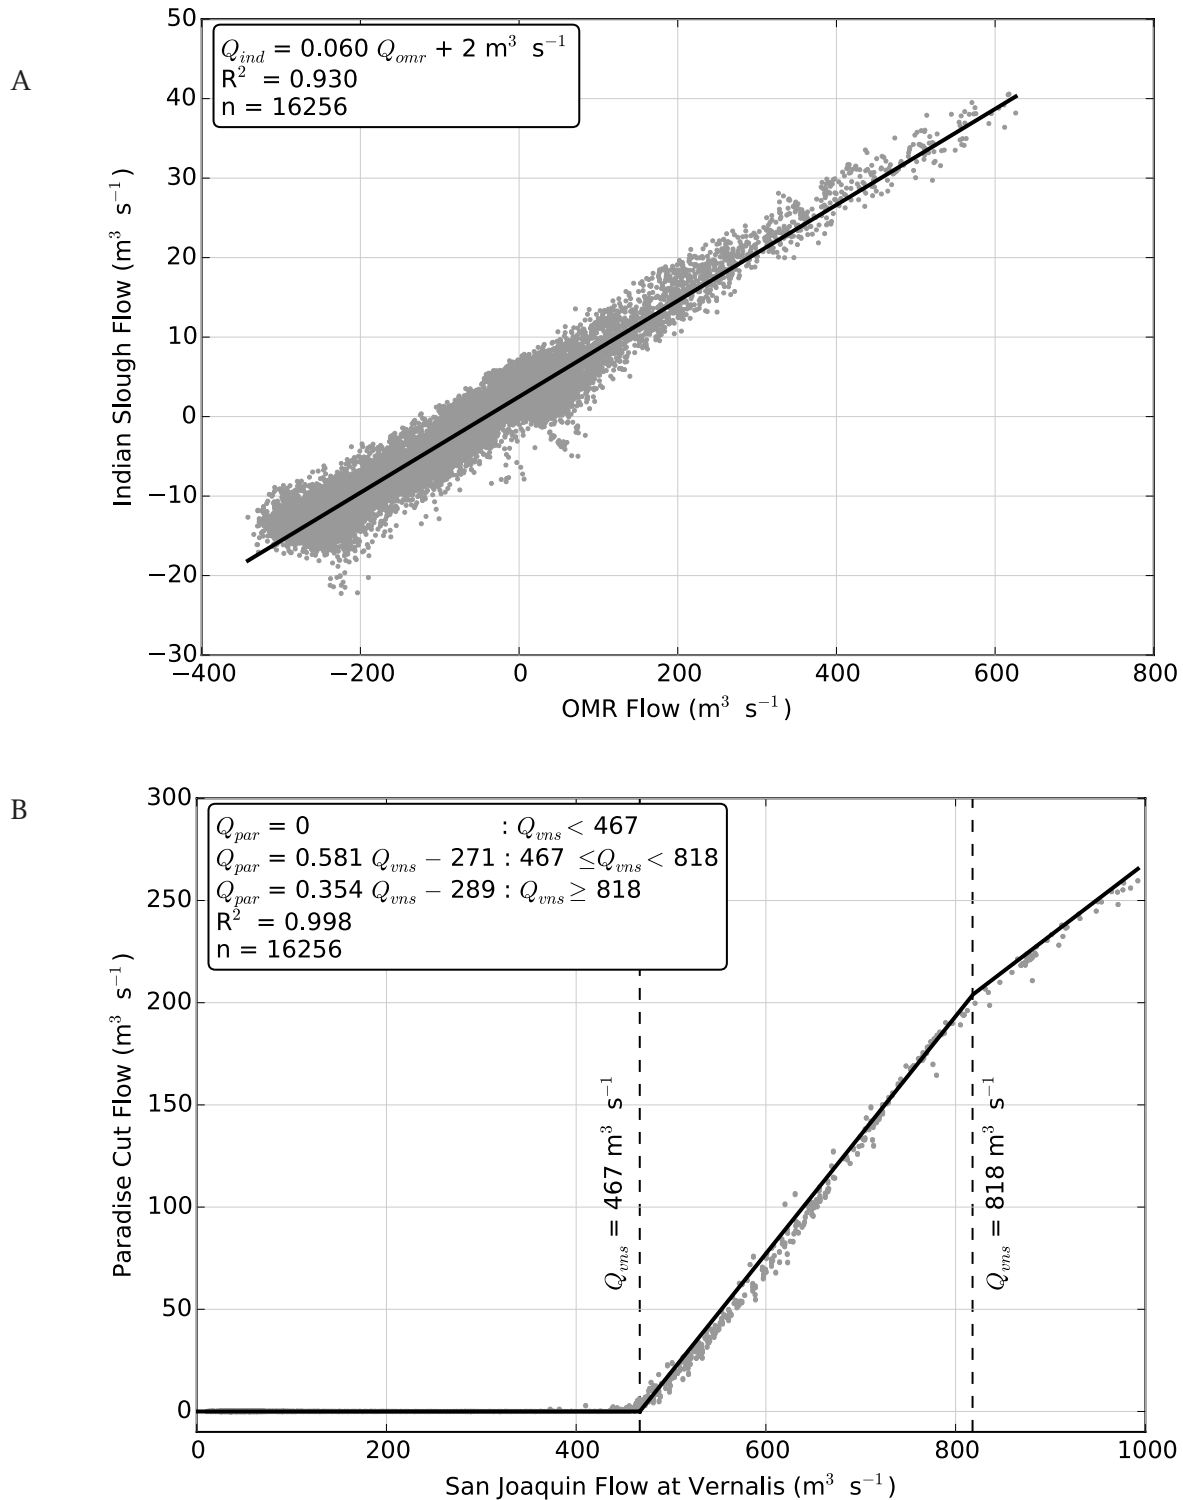 A
50
40
30
20
10
0
−10
−20
−30
−400
−200
0
200
400
600
800
Indian Slough Flow (m³ s⁻¹)
OMR Flow (m³ s⁻¹)
Q_ind = 0.060 Q_omr + 2 m³ s⁻¹
R² = 0.930
n = 16256
B
300
250
200
150
100
50
0
0
200
400
600
800
1000
Paradise Cut Flow (m³ s⁻¹)
San Joaquin Flow at Vernalis (m³ s⁻¹)
Q_par = 0 : Q_vns < 467
Q_par = 0.581 Q_vns − 271 : 467 ≤ Q_vns < 818
Q_par = 0.354 Q_vns − 289 : Q_vns ≥ 818
R² = 0.998
n = 16256
Q_vns = 467 m³ s⁻¹
Q_vns = 818 m³ s⁻¹